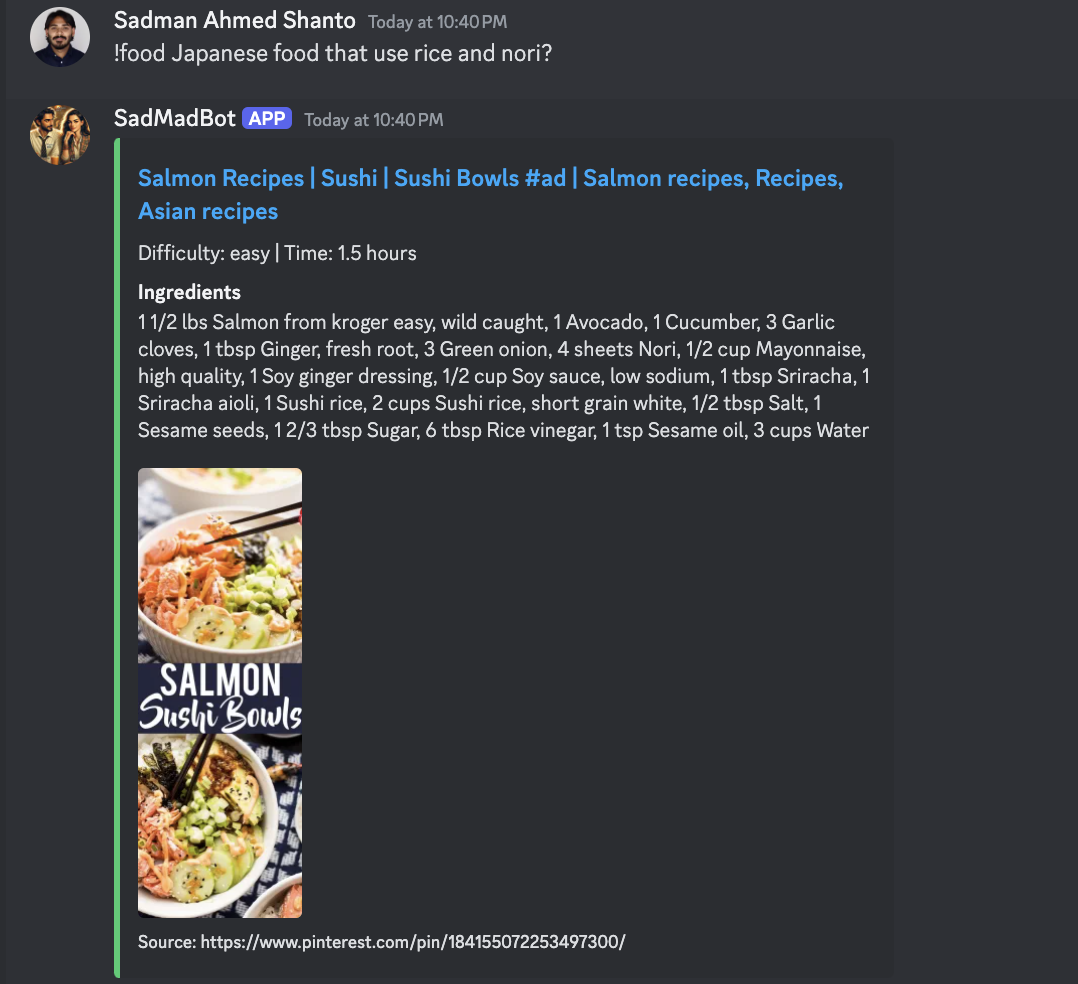 Sadman Ahmed Shanto Today at 10:40 PM
!food Japanese food that use rice and nori?
SadMadBot APP Today at 10:40 PM
Salmon Recipes | Sushi | Sushi Bowls #ad | Salmon recipes, Recipes,
Asian recipes
Difficulty: easy | Time: 1.5 hours
Ingredients
1 1/2 lbs Salmon from kroger easy, wild caught, 1 Avocado, 1 Cucumber, 3 Garlic
cloves, 1 tbsp Ginger, fresh root, 3 Green onion, 4 sheets Nori, 1/2 cup Mayonnaise,
high quality, 1 Soy ginger dressing, 1/2 cup Soy sauce, low sodium, 1 tbsp Sriracha, 1
Sriracha aioli, 1 Sushi rice, 2 cups Sushi rice, short grain white, 1/2 tbsp Salt, 1
Sesame seeds, 1 2/3 tbsp Sugar, 6 tbsp Rice vinegar, 1 tsp Sesame oil, 3 cups Water
SALMON
Sushi Bowls
Source: https://www.pinterest.com/pin/184155072253497300/